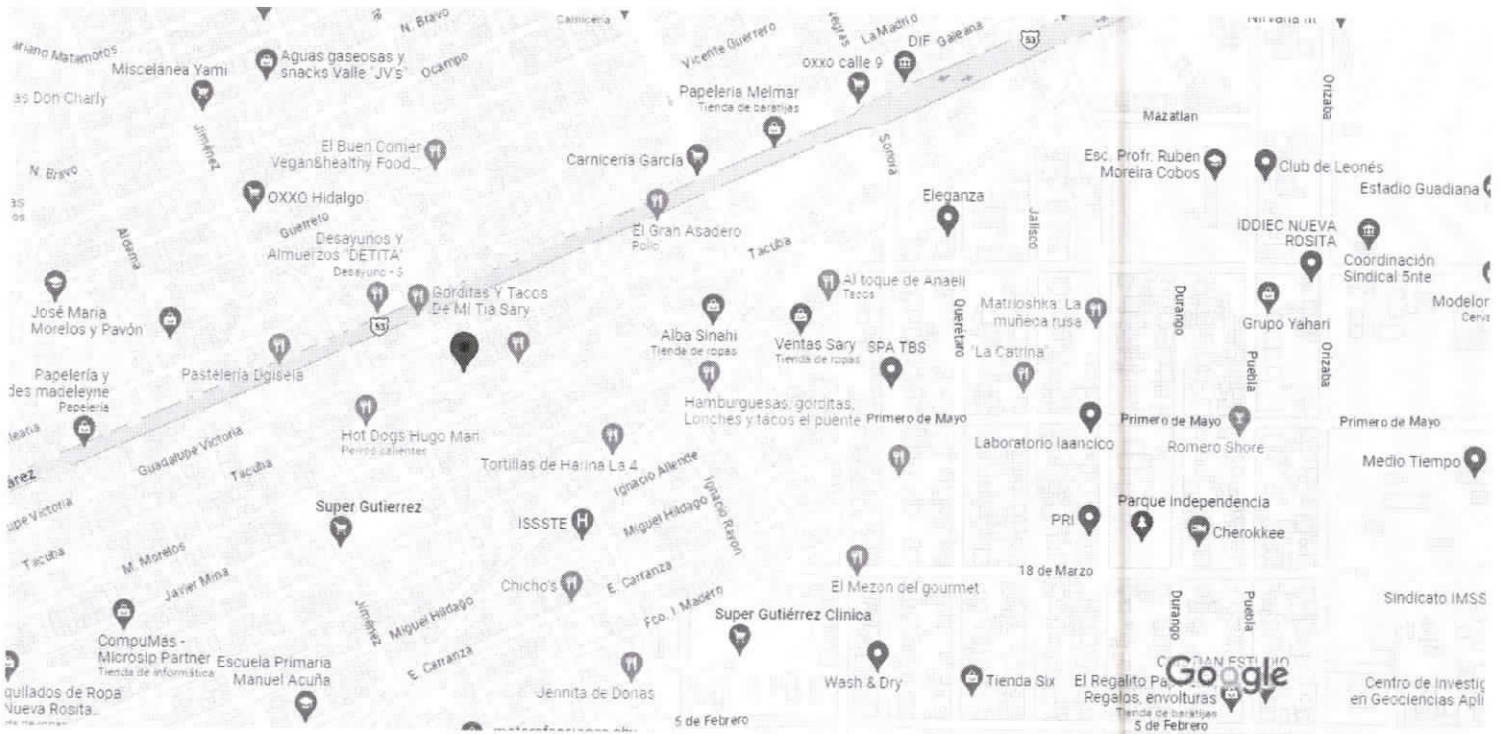 N. Bravo
Carnicería
Vicente Guerrero
La Madrid
DIF
Galeana
53
Mariano Matamoros
Miscelanea Yami
Aguas gaseosas y
snacks Valle "JV's"
Ocampo
oxxo calle 9
Papelería Melmar
Tienda de baratijas
Mazatlan
Orizaba
as Don Charly
Jiménez
El Buen Comer
Vegan&healthy Food...
Carnicería García
Sonora
Esc. Profr. Ruben
Moreira Cobos
Club de Leonés
Estadio Guadiana
N. Bravo
OXXO Hidalgo
Guerrero
Eleganza
Jalisco
IDDIEC NUEVA
ROSITA
Aldama
Desayunos Y
Almuerzos "DETITA"
Desayuno - $
El Gran Asadero
Pollo
Tacuba
Coordinación
Sindical 5nte
José María
Morelos y Pavón
53
Gorditas Y Tacos
De Mi Tía Sary
Al toque de Anaeli
Tacos
Querétaro
Matrioshka: La
muñeca rusa
Durango
Grupo Yahari
Modelor
Alba Sinahi
Tienda de ropas
Ventas Sary
Tienda de ropas
SPA TBS
"La Catrina"
Puebla
Orizaba
Pastelería Dgisela
Papelería y
des madeleyne
Papelería
Hot Dogs Hugo Man
Perros calientes
Hamburguesas, gorditas,
Lonches y tacos el puente
Primero de Mayo
Laboratorio laancico
Primero de Mayo
Romero Shore
Primero de Mayo
Guadalupe Victoria
Tacuba
Tortillas de Harina La 4
Ignacio Allende
Medio Tiempo
árez
upe Victoria
Super Gutierrez
ISSSTE
Miguel Hildago
Ignacio Rayon
PRI
Parque Independencia
Cherokkee
Tacuba
M. Morelos
Javier Mina
Chicho's
E. Carranza
El Mezon del gourmet
18 de Marzo
Jiménez
Miguel Hildago
Fco. I. Madero
Super Gutiérrez Clinica
Durango
Puebla
Sindicato IMSS
CompuMás -
Microsip Partner
Tienda de informática
Escuela Primaria
Manuel Acuña
E. Carranza
Jennita de Donas
Wash & Dry
Tienda Six
Google
El Regalito
Regalos, envolturas
Tienda de baratijas
Centro de Investig
en Geociencias Apli
quilados de Ropa
Nueva Rosita...
5 de Febrero
5 de Febrero